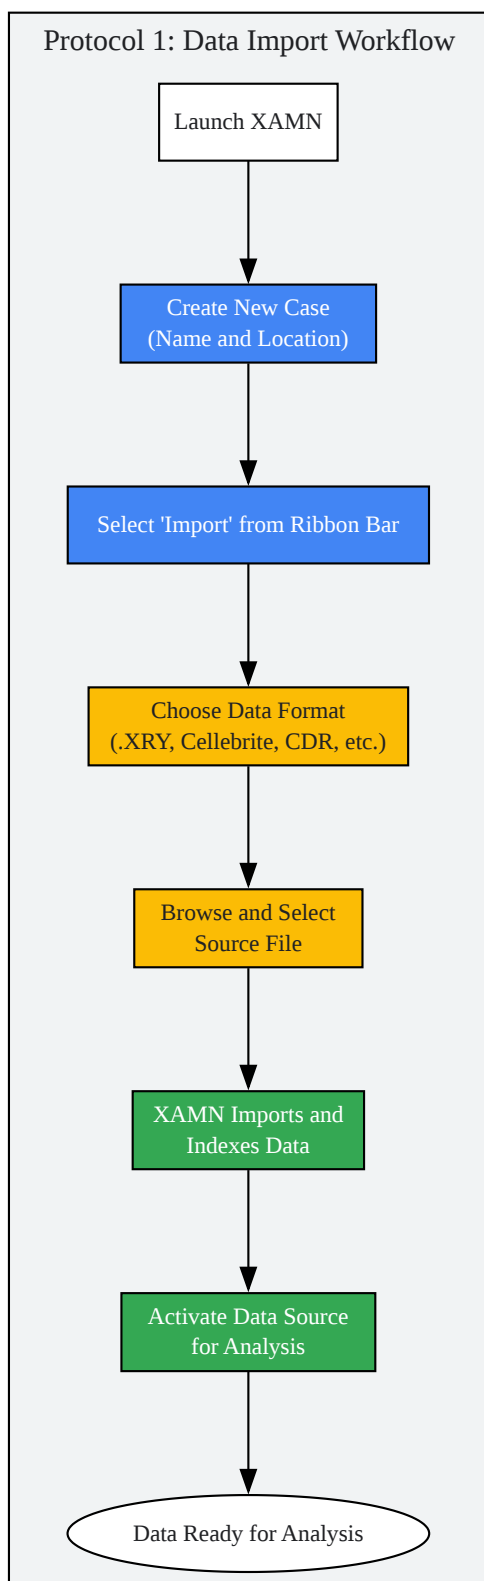 Protocol 1: Data Import Workflow
Launch XAMN
Create New Case
(Name and Location)
Select 'Import' from Ribbon Bar
Choose Data Format
(.XRY, Cellebrite, CDR, etc.)
Browse and Select
Source File
XAMN Imports and
Indexes Data
Activate Data Source
for Analysis
Data Ready for Analysis